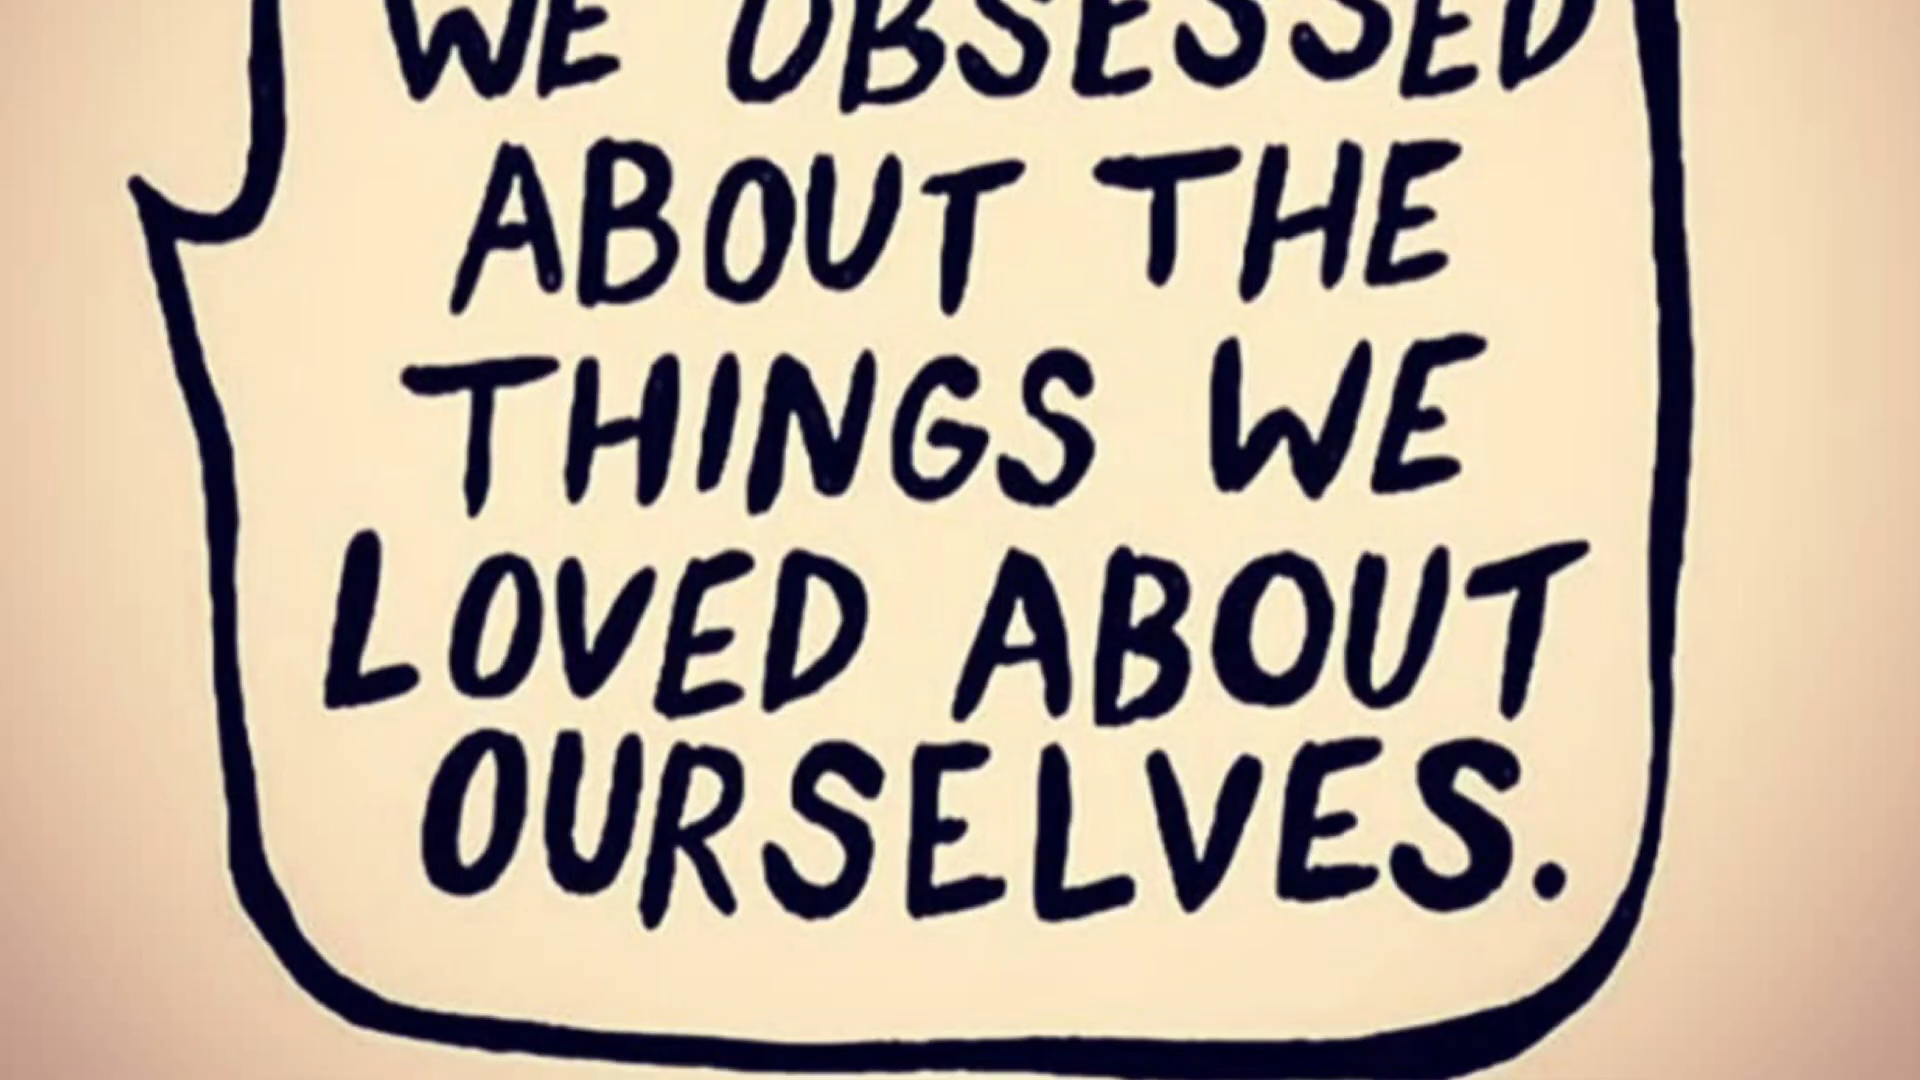 WE OBSESSED
ABOUT THE
THINGS WE
LOVED ABOUT
OURSELVES.